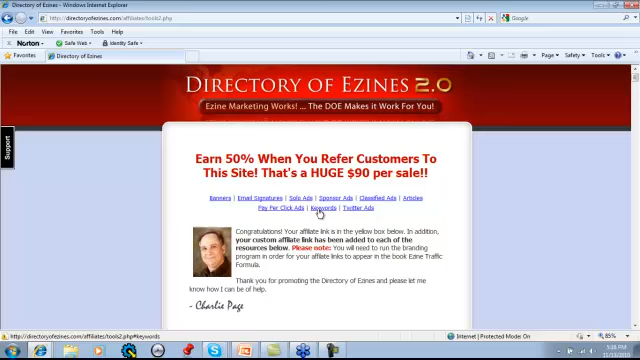 Directory of Ezines - Windows Internet Explorer
http://directoryofezines.com/affiliates/tools2.php
Google
File Edit View Favorites Tools Help
Norton Safe Web Identity Safe
Favorites Directory of Ezines
Page Safety Tools
DIRECTORY OF EZINES 2.0
Ezine Marketing Works! ... The DOE Makes it Work For You!
Support
Earn 50% When You Refer Customers To
This Site! That's a HUGE $90 per sale!!
Banners | Email Signatures | Solo Ads | Sponsor Ads | Classified Ads | Articles
Pay Per Click Ads | Keywords | Twitter Ads
Congratulations! Your affiliate link is in the yellow box below. In addition,
your custom affiliate link has been added to each of the
resources below. Please note: You will need to run the branding
program in order for your affiliate links to appear in the book Ezine Traffic
Formula.
Thank you for promoting the Directory of Ezines and please let me
know how I can be of help.
- Charlie Page
http://directoryofezines.com/affiliates/tools2.php#keywords
Internet | Protected Mode: On
85%
5:16 PM